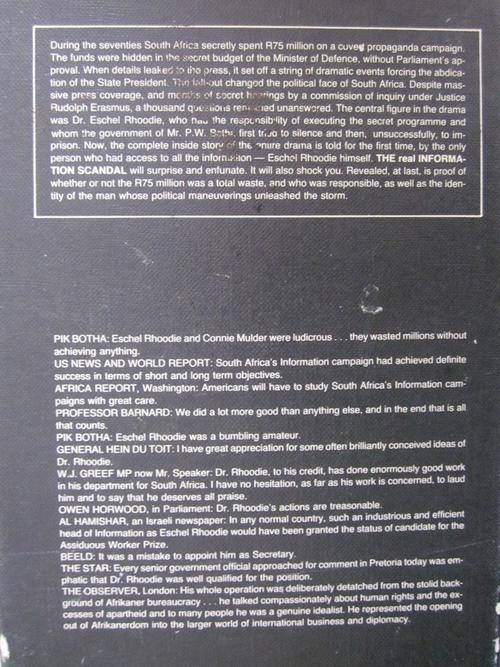 During the seventies South Africa secretly spent R75 million on a covert propaganda campaign.
The funds were hidden in the secret budget of the Minister of Defence, without Parliament's ap-
proval. When details leaked to the press, it set off a string of dramatic events forcing the abdica-
tion of the State President. The fall-out changed the political face of South Africa. Despite mas-
sive press coverage, and months of secret hearings by a commission of inquiry under Justice
Rudolph Erasmus, a thousand questions remained unanswered. The central figure in the drama
was Dr. Eschel Rhoodie, who had the responsibility of executing the secret programme and
whom the government of Mr. P.W. Botha, first tried to silence and then, unsuccessfully, to im-
prison. Now, the complete inside story of the entire drama is told for the first time, by the only
person who had access to all the information — Eschel Rhoodie himself. THE real INFORMA-
TION SCANDAL will surprise and enfunate. It will also shock you. Revealed, at last, is proof of
whether or not the R75 million was a total waste, and who was responsible, as well as the iden-
tity of the man whose political maneuverings unleashed the storm.
PIK BOTHA: Eschel Rhoodie and Connie Mulder were ludicrous . . . they wasted millions without
achieving anything.
US NEWS AND WORLD REPORT: South Africa's Information campaign had achieved definite
success in terms of short and long term objectives.
AFRICA REPORT, Washington: Americans will have to study South Africa's Information cam-
paigns with great care.
PROFESSOR BARNARD: We did a lot more good than anything else, and in the end that is all
that counts.
PIK BOTHA: Eschel Rhoodie was a bumbling amateur.
GENERAL HEIN DU TOIT: I have great appreciation for some often brilliantly conceived ideas of
Dr. Rhoodie.
W.J. GREEF MP now Mr. Speaker: Dr. Rhoodie, to his credit, has done enormously good work
in his department for South Africa. I have no hesitation, as far as his work is concerned, to laud
him and to say that he deserves all praise.
OWEN HORWOOD, in Parliament: Dr. Rhoodie's actions are treasonable.
AL HAMISHAR, an Israeli newspaper: In any normal country, such an industrious and efficient
head of Information as Eschel Rhoodie would have been granted the status of candidate for the
Assiduous Worker Prize.
BEELD: It was a mistake to appoint him as Secretary.
THE STAR: Every senior government official approached for comment in Pretoria today was em-
phatic that Dr. Rhoodie was well qualified for the position.
THE OBSERVER, London: His whole operation was deliberately detatched from the stolid back-
ground of Afrikaner bureaucracy . . . he talked compassionately about human rights and the ex-
cesses of apartheid and to many people he was a genuine idealist. He represented the opening
out of Afrikanerdom into the larger world of international business and diplomacy.